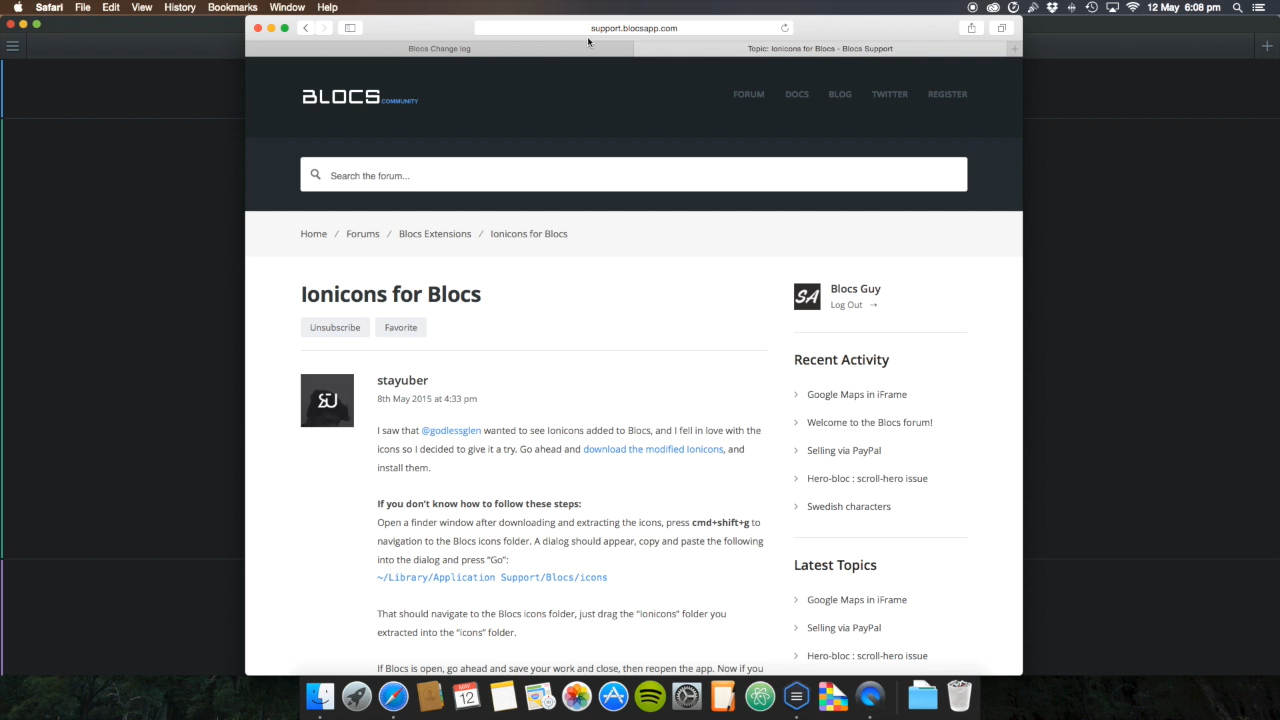 Safari File Edit View History Bookmarks Window Help
12 May 6:08 pm
support.blocsapp.com
Blocs Change log
Topic: Ionicons for Blocs - Blocs Support
BLOCS COMMUNITY
FORUM DOCS BLOG TWITTER REGISTER
Search the forum...
Home / Forums / Blocs Extensions / Ionicons for Blocs
Ionicons for Blocs
Unsubscribe Favorite
stayuber
8th May 2015 at 4:33 pm
I saw that @godlessglen wanted to see Ionicons added to Blocs, and I fell in love with the
icons so I decided to give it a try. Go ahead and download the modified Ionicons, and
install them.
If you don't know how to follow these steps:
Open a finder window after downloading and extracting the icons, press cmd+shift+g to
navigation to the Blocs icons folder. A dialog should appear, copy and paste the following
into the dialog and press “Go”:
~/Library/Application Support/Blocs/icons
That should navigate to the Blocs icons folder, just drag the “Ionicons” folder you
extracted into the “icons” folder.
If Blocs is open, go ahead and save your work and close, then reopen the app. Now if you
SA
Blocs Guy
Log Out →
Recent Activity
Google Maps in iFrame
Welcome to the Blocs forum!
Selling via PayPal
Hero-bloc : scroll-hero issue
Swedish characters
Latest Topics
Google Maps in iFrame
Selling via PayPal
Hero-bloc : scroll-hero issue
MAY
12